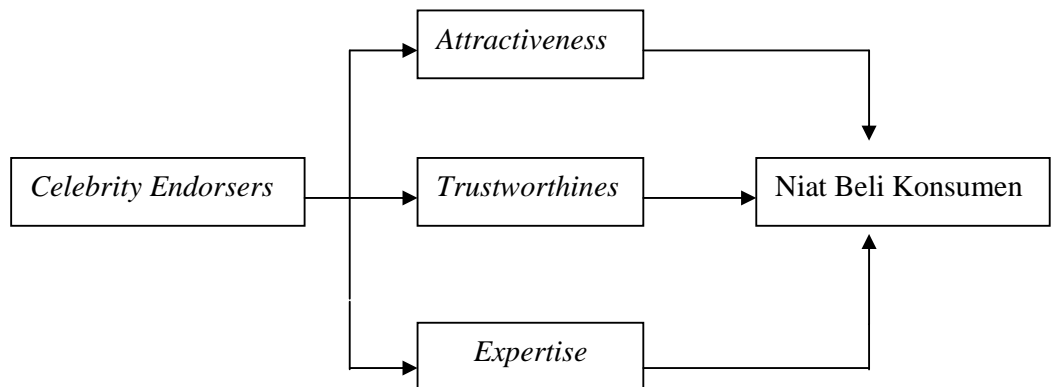 Attractiveness
Celebrity Endorsers
Trustworthines
Niat Beli Konsumen
Expertise